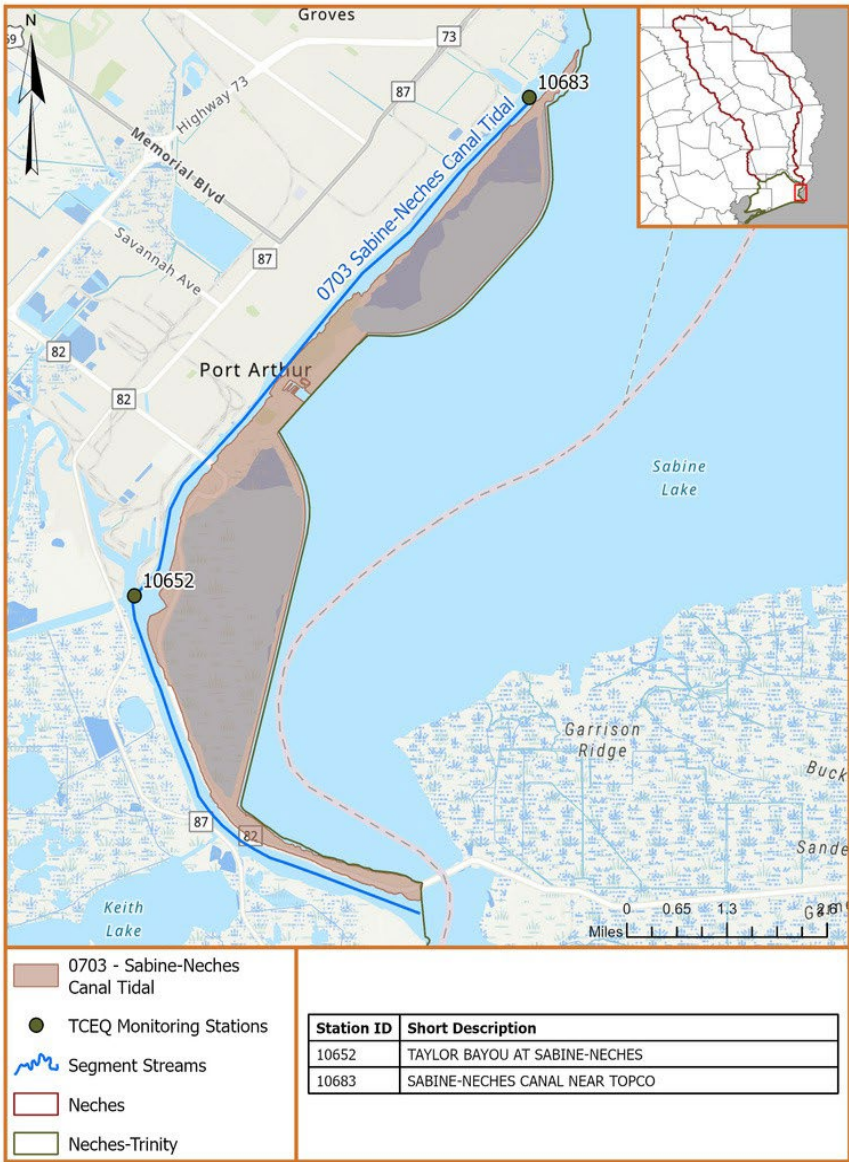 N
Groves
69
73
87
Highway 73
Memorial Blvd
10683
0703 Sabine-Neches Canal Tidal
Savannah Ave
87
82
82
Port Arthur
Sabine
Lake
10652
Garrison
Ridge
Buck
87
82
Sande
Keith
Lake
0 0.65 1.3
Miles
0703 - Sabine-Neches
Canal Tidal
TCEQ Monitoring Stations
Segment Streams
Neches
Neches-Trinity
Station ID Short Description
10652 TAYLOR BAYOU AT SABINE-NECHES
10683 SABINE-NECHES CANAL NEAR TOPCO